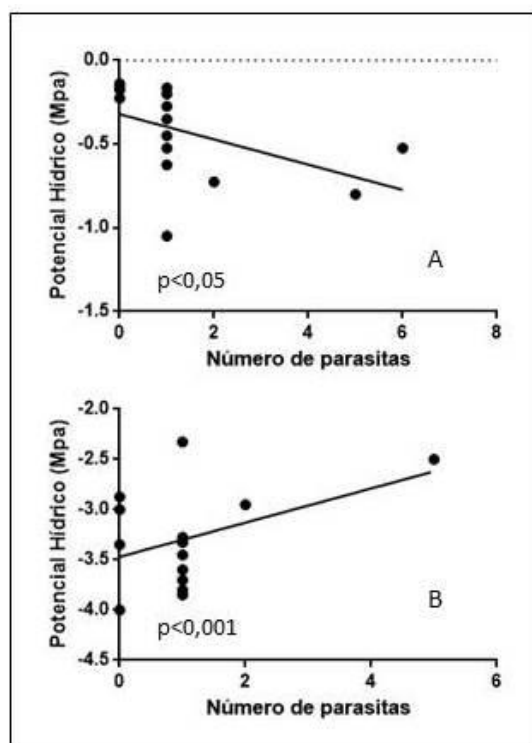 0.0
-0.5
-1.0
-1.5
Potencial Hídrico (Mpa)
p<0,05
A
0 2 4 6 8
Número de parasitas
-2.0
-2.5
-3.0
-3.5
-4.0
-4.5
Potencial Hídrico (Mpa)
p<0,001
B
0 2 4 6
Número de parasitas